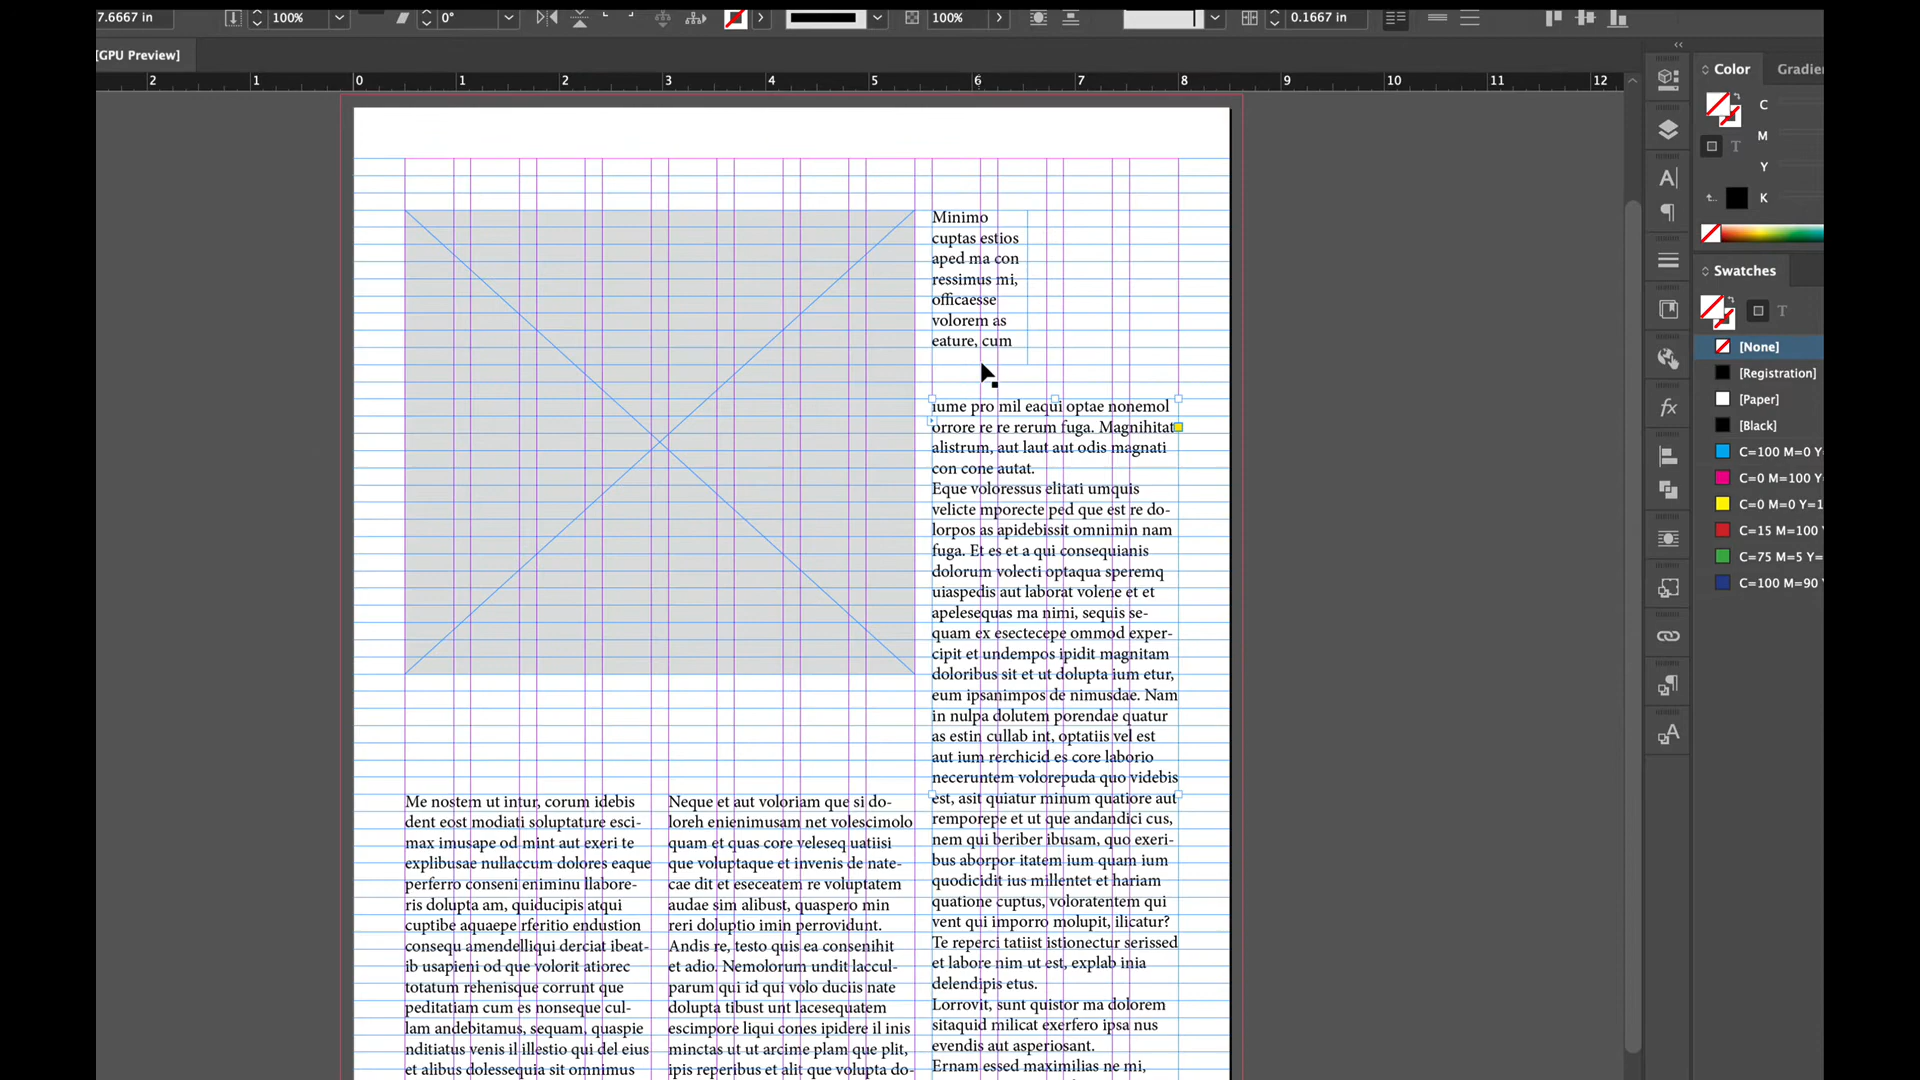 7.6667 in
100%
0°
100%
0.1667 in
[GPU Preview]
2 1 0 1 2 3 4 5 6 7 8 9 10 11 12
Color
Gradien
C
M
Y
K
T
Swatches
T
[None]
[Registration]
[Paper]
[Black]
C=100 M=0 Y
C=0 M=100
C=0 M=0 Y=1
C=15 M=100
C=75 M=5 Y=
C=100 M=90
Minimo
cuptas estios
aped ma con
ressimus mi,
officaesse
volorem as
eature, cum
iume pro mil eaqui optae nonemol
orrore re re rerum fuga. Magnihitat
alistrum, aut laut aut odis magnati
con cone autat.
Eque voloressus elitati umquis
velicte mporecte ped que est re do-
lorpos as apidebissit omnimin nam
fuga. Et es et a qui consequianis
dolorum volecti optaqua speremq
uiaspedis aut laborat volene et et
apelesequas ma nimi, sequis se-
quam ex esectecepe ommod exper-
cipit et undempos ipidit magnitam
doloribus sit et ut dolupta ium etur,
eum ipsanimpos de nimusdae. Nam
in nulpa dolutem porendae quatur
as estin cullab int, optatiis vel est
aut ium rerchicid es core laborio
neceruntem volorepuda quo videbis
est, asit quiatur minum quatiore aut
remporepe et ut que andandici cus,
nem qui beriber ibusam, quo exeri-
bus aborpor itatem ium quam ium
quodicidit ius millentet et hariam
quatione cuptus, voloratentem qui
vent qui imporro molupit, ilicatur?
Te reperci tatiist istionectur serissed
et labore nim ut est, explab inia
delendipis etus.
Lorrovit, sunt quistor ma dolorem
sitaquid milicat exerfero ipsa nus
evendis aut asperiosant.
Ernam essed maximilias ne mi,
Me nostem ut intur, corum idebis
dent eost modiati soluptature esci-
max imusape od mint aut exeri te
explibusae nullaccum dolores eaque
perferro conseni eniminu llabore-
ris dolupta am, quiducipis atqui
cuptibe aquaepe rferitio endustion
consequ amendelliqui derciat ibeat-
ib usapieni od que volorit atiorec
totatum rehenisque corrunt que
peditatiam cum es nonseque cul-
lam andebitamus, sequam, quaspie
nditiatus venis il illestio qui del eius
et alibus dolessequia sit omnimus
Neque et aut voloriam que si do-
loreh enienimusam net volescimolo
quam et quas core veleseq uatiisi
que voluptaque et invenis de nate-
cae dit et eseceatem re voluptatem
audae sim alibust, quaspero min
reri doluptio imin perrovidunt.
Andis re, testo quis ea consenihit
et adio. Nemolorum undit laccul-
parum qui id qui volo duciis nate
dolupta tibust unt lacesequatem
escimpore liqui cones ipidere il inis
minctas ut ut arcime plam que plit,
ipis reperibus et alit que volupta do-